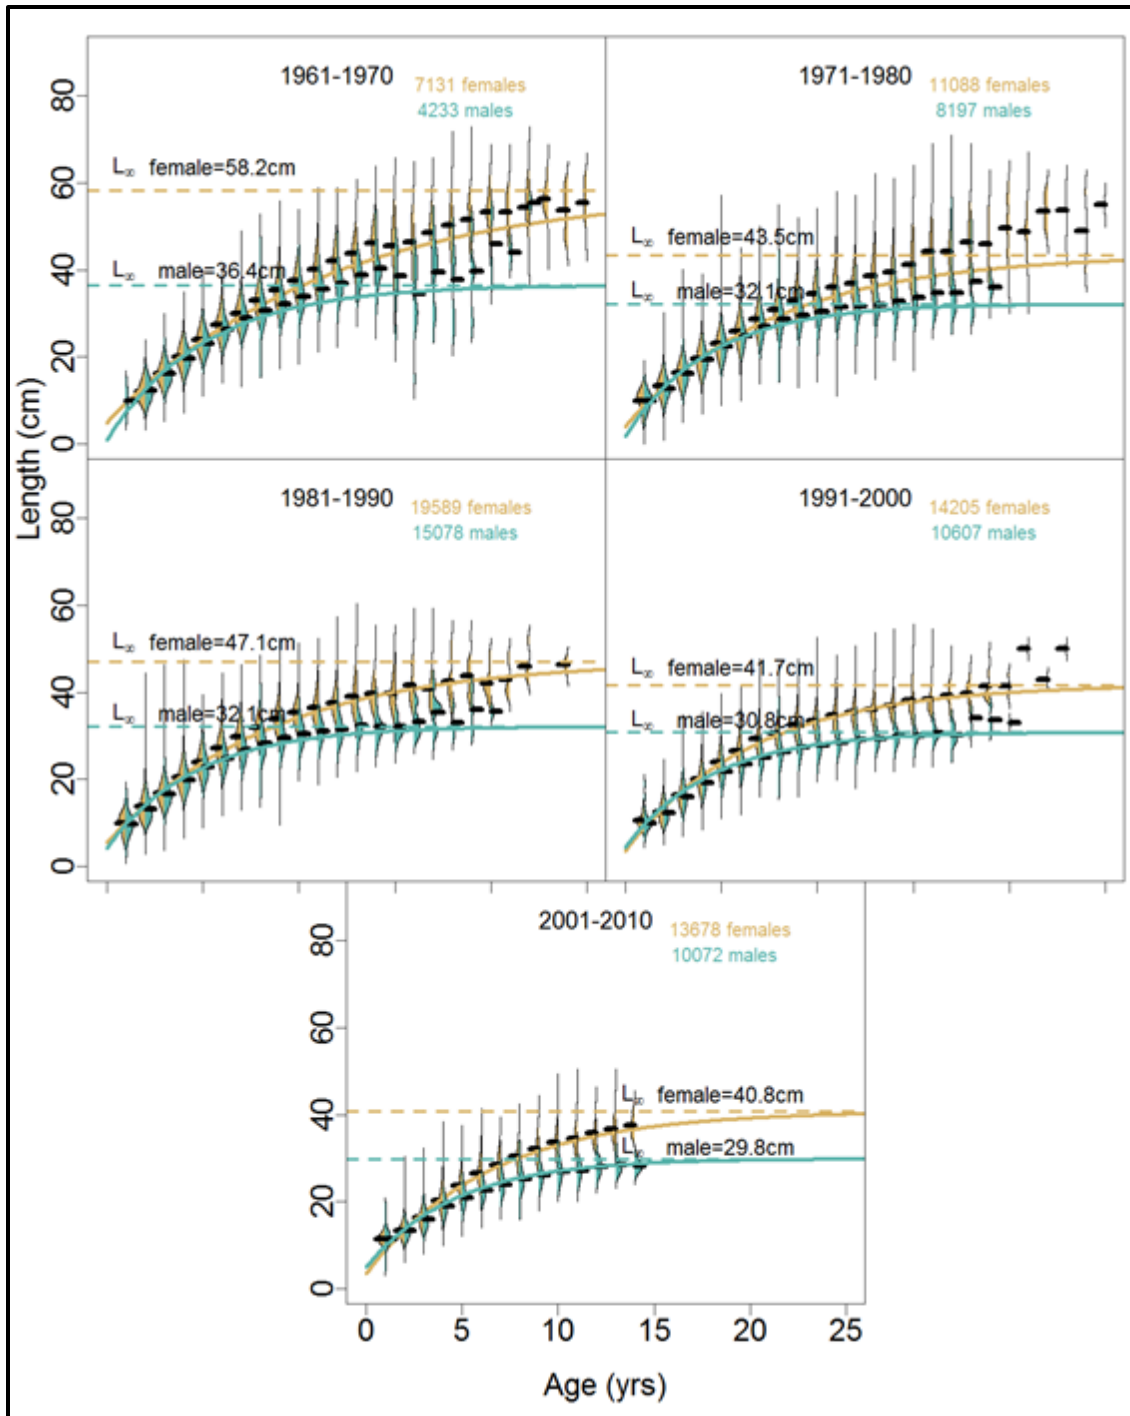 1961-1970
7131 females
4233 males
80
60
40
20
0
L∞ female=58.2cm
L∞ male=36.4cm
1971-1980
11088 females
8197 males
L∞ female=43.5cm
L∞ male=32.1cm
Length (cm)
1981-1990
19589 females
15078 males
80
60
40
20
0
L∞ female=47.1cm
L∞ male=32.1cm
1991-2000
14205 females
10607 males
L∞ female=41.7cm
L∞ male=30.8cm
2001-2010
13678 females
10072 males
80
60
40
20
0
L∞ female=40.8cm
L∞ male=29.8cm
0 5 10 15 20 25
Age (yrs)